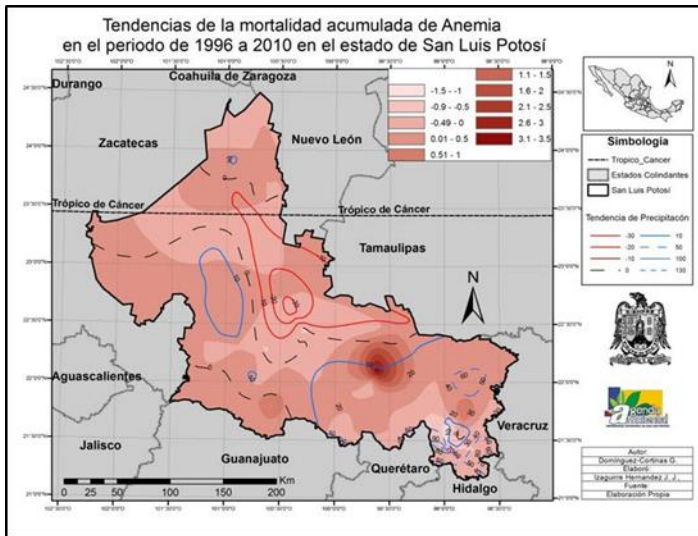 Tendencias de la mortalidad acumulada de Anemia
en el periodo de 1996 a 2010 en el estado de San Luis Potosí
Durango
Coahuila de Zaragoza
Zacatecas
Nuevo León
-1.5 - -1
-0.9 - -0.5
-0.49 - 0
0.01 - 0.5
0.51 - 1
1.1 - 1.5
1.6 - 2
2.1 - 2.5
2.6 - 3
3.1 - 3.5
N
Trópico de Cáncer
Trópico de Cáncer
Tamaulipas
N
Aguascalientes
Jalisco
Guanajuato
Querétaro
Hidalgo
Veracruz
0 25 50 100 150 200
Km
Simbología
Tropico_Cancer
Estados Colindantes
San Luis Potosí
Tendencia de Precipitación
-30
-20
-10
0
10
50
100
130
Autor:
Domínguez-Cortinas G.
Elaboró:
Izaguirre Hernandez J. J.,
Fuente:
Elaboración Propia